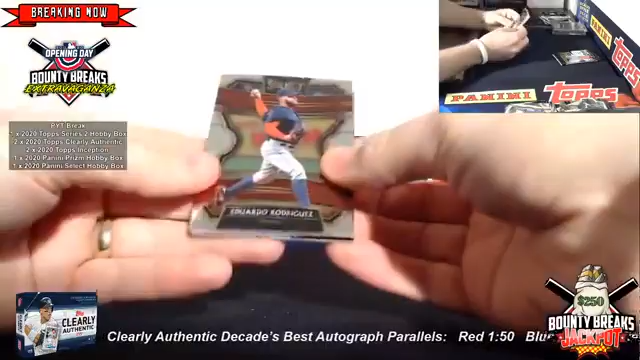 BREAKING NOW
OPENING DAY
BOUNTY BREAKS
EXTRAVAGANZA
PYT Break
1 x 2020 Topps Series 2 Hobby Box
2 x 2020 Topps Clearly Authentic
2 x 2020 Topps Inception
1 x 2020 Panini Prizm Hobby Box
1 x 2020 Panini Select Hobby Box
EDUARDO RODRIGUEZ
PANINI
topps
PANINI
topps
$250
BOUNTY BREAKS
JACKPOT
TOPPS
CLEARLY
AUTHENTIC
Clearly Authentic Decade's Best Autograph Parallels: Red 1:50 Blu